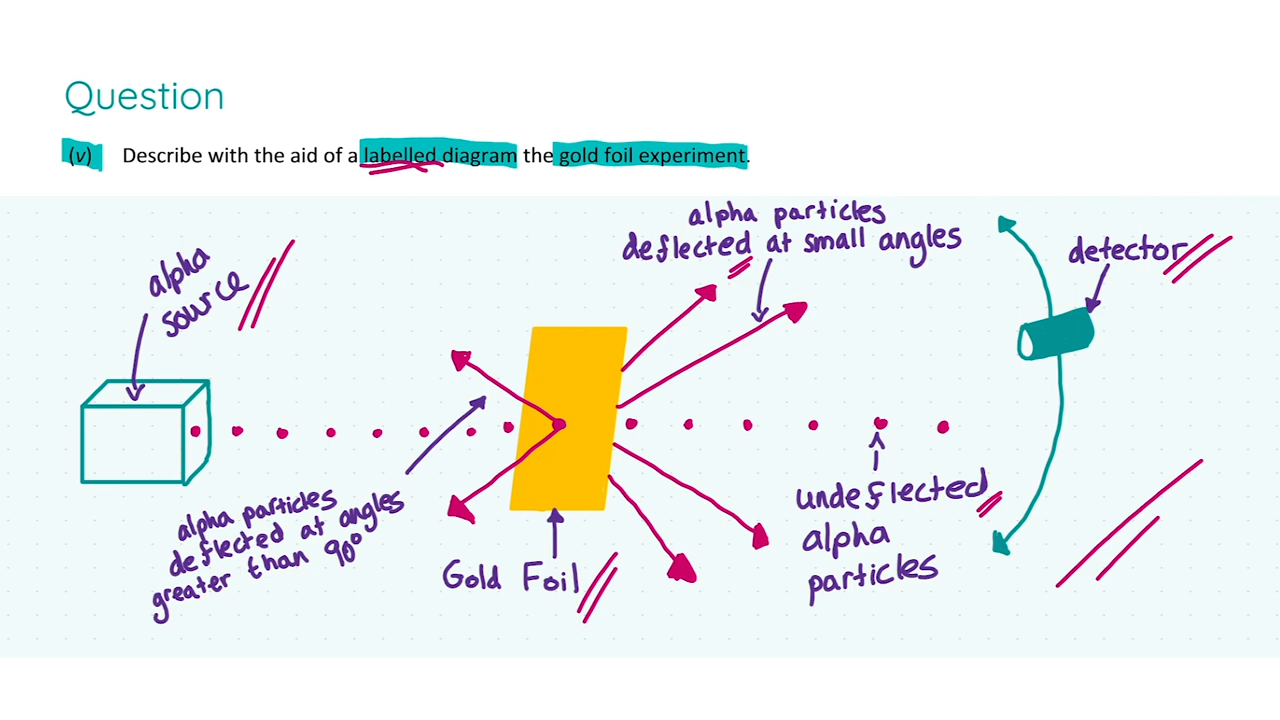 Question
(v) Describe with the aid of a labelled diagram the gold foil experiment.
alpha particles
deflected at small angles
detector
alpha
source
undeflected
alpha
particles
alpha particles
deflected at angles
greater than 90°
Gold Foil